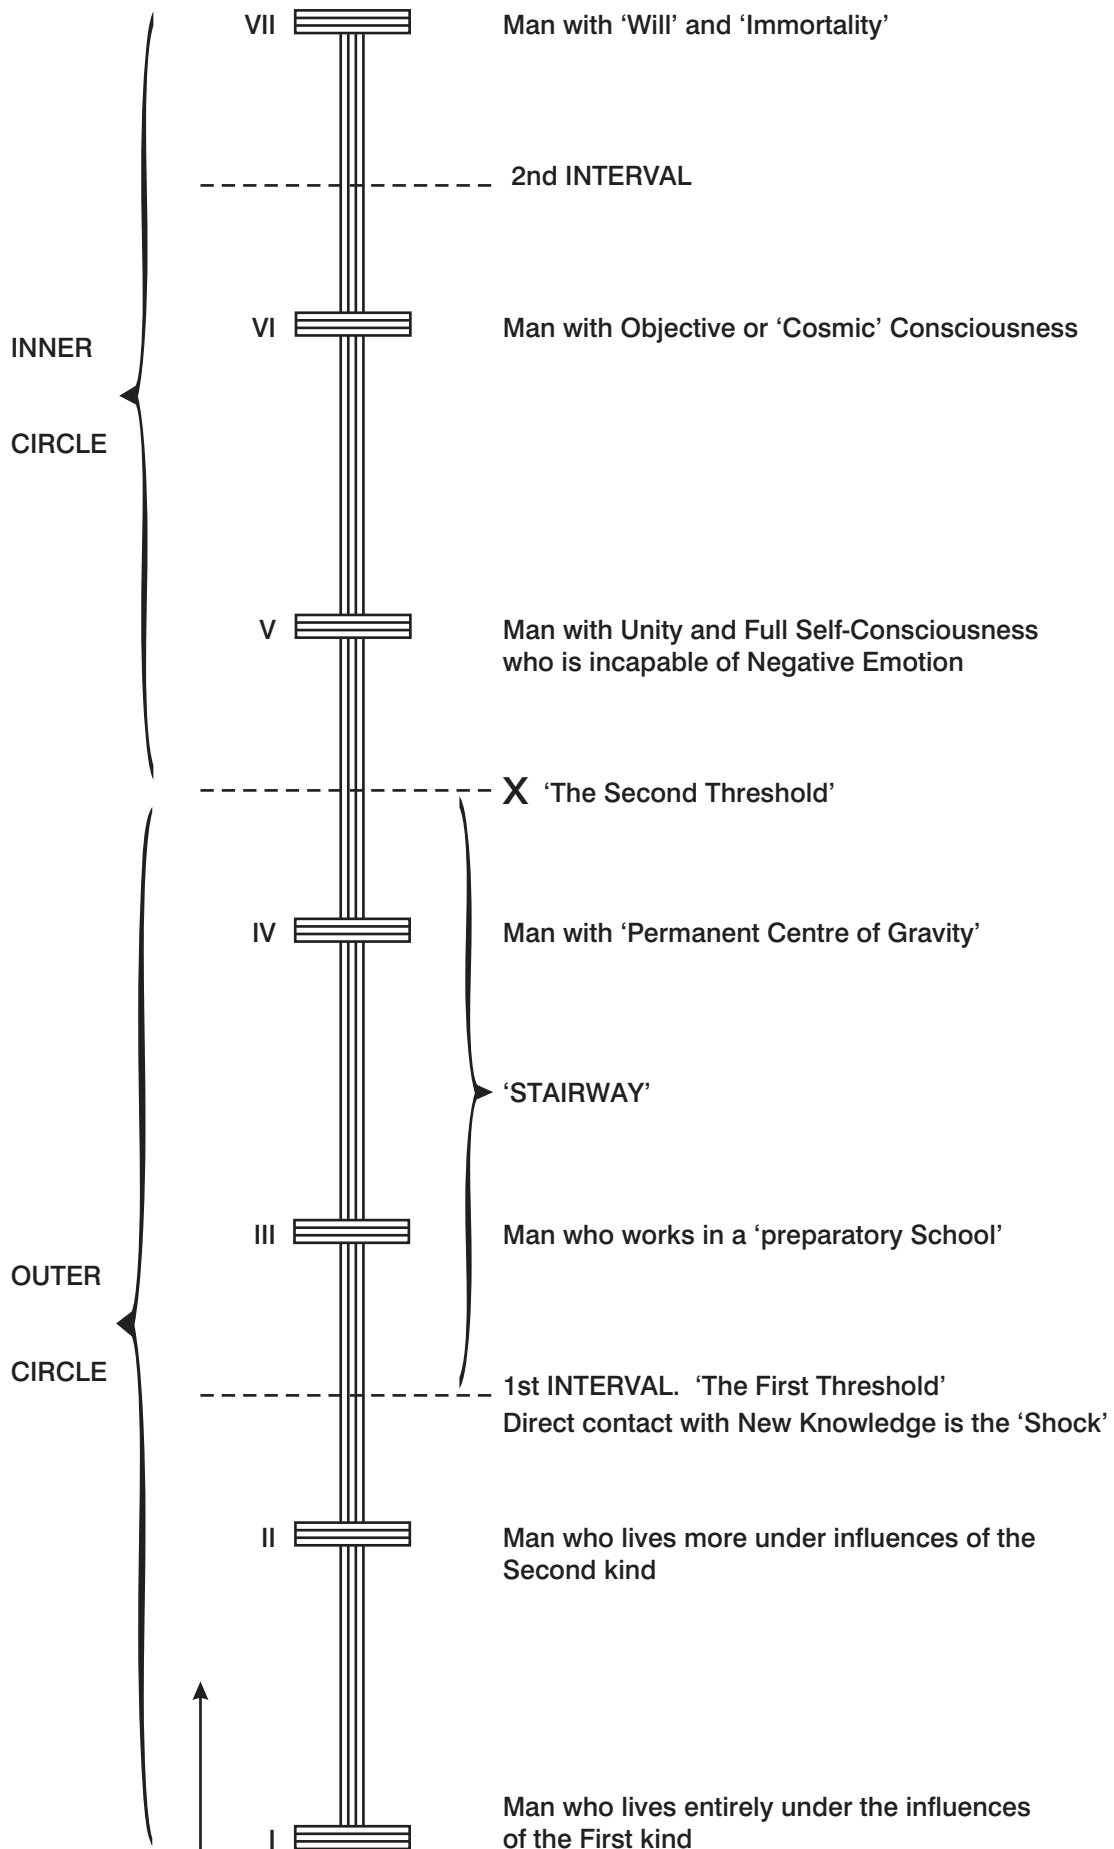 VII Man with ‘Will’ and ‘Immortality’
2nd INTERVAL
VI Man with Objective or ‘Cosmic’ Consciousness
INNER
CIRCLE
V Man with Unity and Full Self-Consciousness
who is incapable of Negative Emotion
X ‘The Second Threshold’
IV Man with ‘Permanent Centre of Gravity’
‘STAIRWAY’
III Man who works in a ‘preparatory School’
OUTER
CIRCLE
1st INTERVAL. ‘The First Threshold’
Direct contact with New Knowledge is the ‘Shock’
II Man who lives more under influences of the
Second kind
Man who lives entirely under the influences
I of the First kind